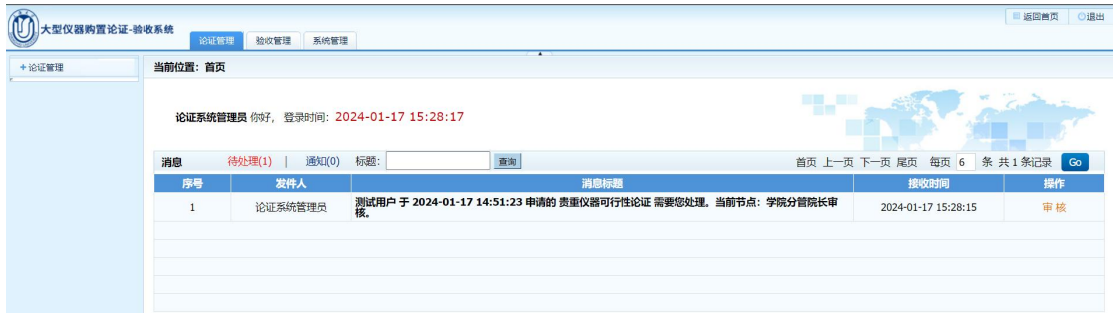 大型仪器购置论证-验收系统
返回首页 退出
论证管理 验收管理 系统管理
+论证管理
当前位置：首页
论证系统管理员 你好， 登录时间：2024-01-17 15:28:17
消息 待处理(1) | 通知(0) 标题： 查询 首页 上一页 下一页 尾页 每页 6 条 共 1 条记录 Go
序号 发件人 消息标题 接收时间 操作
1 论证系统管理员 测试用户 于 2024-01-17 14:51:23 申请的 贵重仪器可行性论证 需要您处理。当前节点：学院分管院长审
核。 2024-01-17 15:28:15 审 核